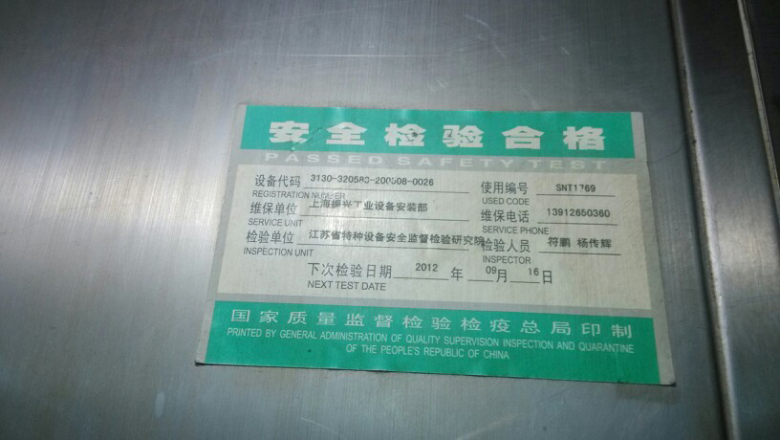 安全检验合格
PASSED SAFETY TEST
设备代码 3130-320583-200508-0026 使用编号 SNT1769
REGISTRATION NUMBER USED CODE
维保单位 上海振兴工业设备安装部 维保电话 13912650360
SERVICE UNIT SERVICE PHONE
检验单位 江苏省特种设备安全监督检验研究院 检验人员 符鹏 杨传辉
INSPECTION UNIT INSPECTOR
下次检验日期 2012 年 09 月 16 日
NEXT TEST DATE
国家质量监督检验检疫总局印制
PRINTED BY GENERAL ADMINISTRATION OF QUALITY SUPERVISION INSPECTION AND QUARANTINE
OF THE PEOPLE'S REPUBLIC OF CHINA